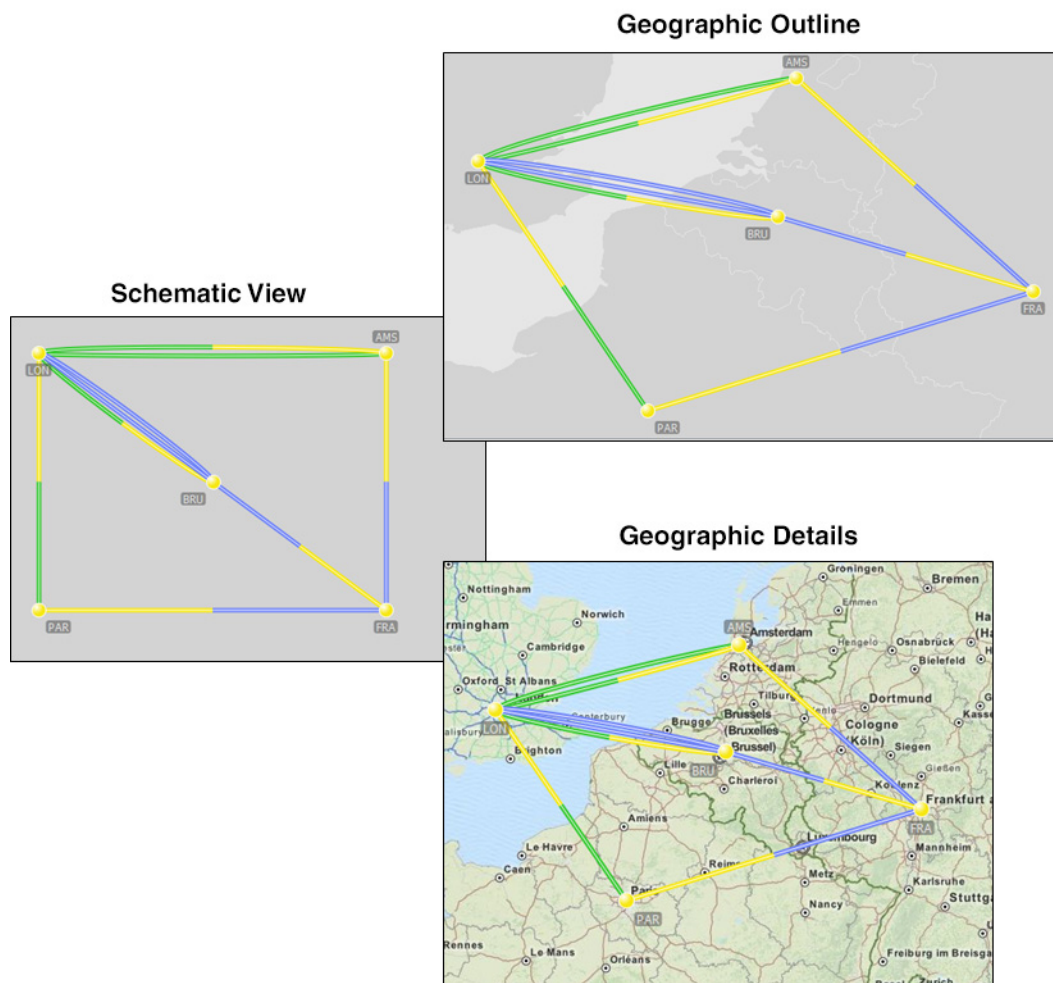 Geographic Outline
AMS
LON
BRU
FRA
PAR
Schematic View
AMS
LON
BRU
PAR
FRA
Geographic Details
Groningen
Bremen
Nottingham
Emmen
Norwich
rmingham
AMS
Amsterdam
Hengelo
Osnabrück
Cambridge
Rotterdam
Bielefeld
Oxford
St Albans
Tilburg
Dortmund
LON
Brugge
Brussels
Cologne
Kasse
alisbury
(Bruxelles
(Köln)
Brighton
Brussel)
Siegen
Lille
BRU
Gießen
Charleroi
Koblenz
Frankfurt a
FRA
Amiens
Luxembourg
Le Havre
Mannheim
Caen
Reims
Metz
Karlsruhe
Paris
PAR
Nancy
Stuttga
Rennes
Le Mans
Orléans
Freiburg im Breisga